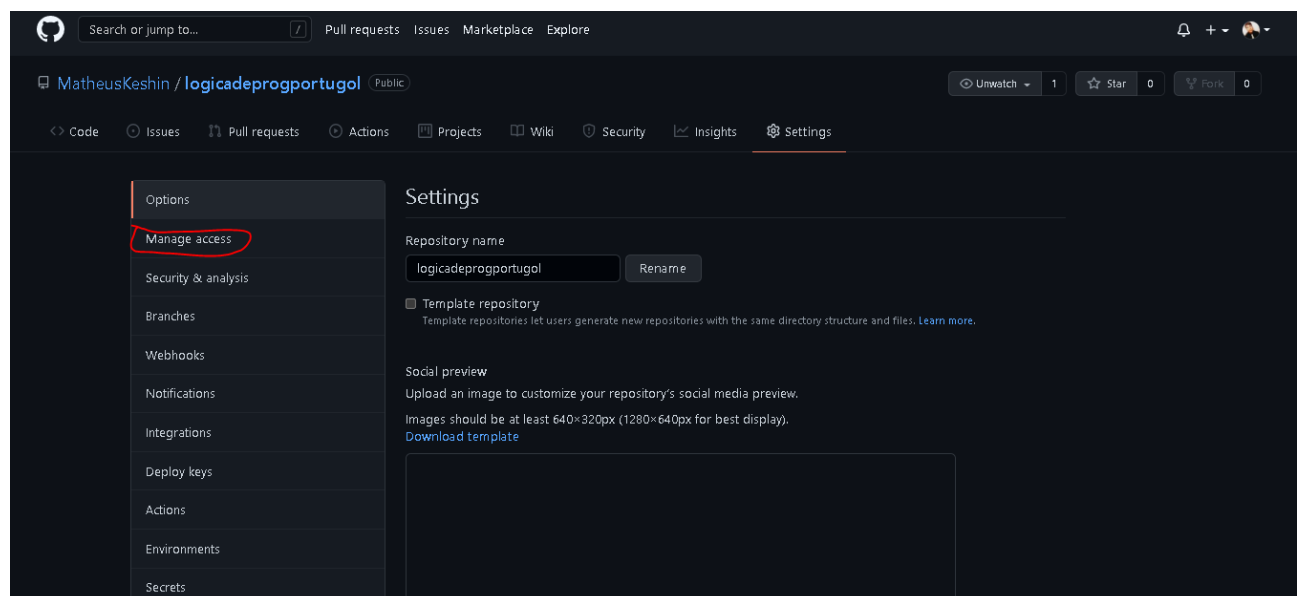 Search or jump to... / Pull requests Issues Marketplace Explore
MatheusKeshin / logicadeprogportugol Public Unwatch 1 Star 0 Fork 0
Code Issues Pull requests Actions Projects Wiki Security Insights Settings
Options
Manage access
Security & analysis
Branches
Webhooks
Notifications
Integrations
Deploy keys
Actions
Environments
Secrets
Settings
Repository name
logicadeprogportugol Rename
Template repository
Template repositories let users generate new repositories with the same directory structure and files. Learn more.
Social preview
Upload an image to customize your repository's social media preview.
Images should be at least 640×320px (1280×640px for best display).
Download template